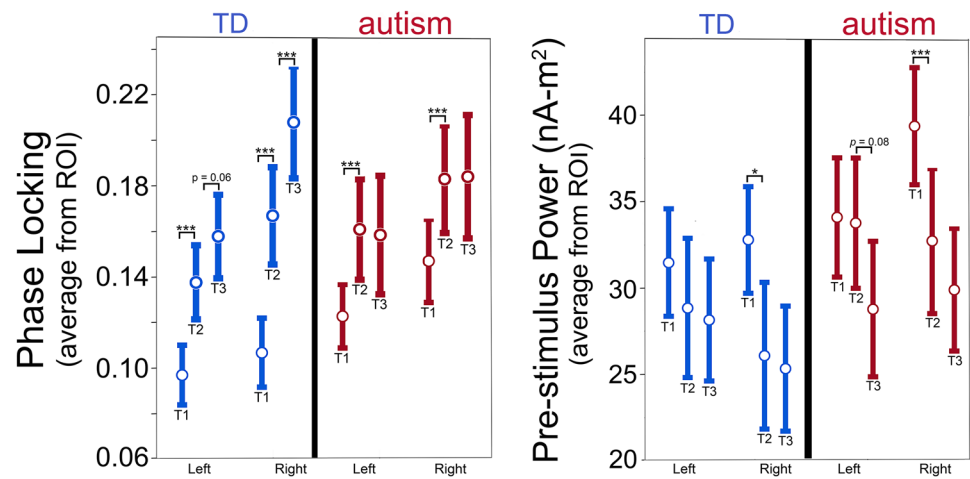 TD
autism
Phase Locking
(average from ROI)
0.22
0.18
0.14
0.10
0.06
***
p = 0.06
***
***
***
***
T1
T2
T3
T1
T2
T3
T1
T2
T3
T1
T2
T3
Left
Right
Left
Right
TD
autism
Pre-stimulus Power (nA-m²)
(average from ROI)
40
35
30
25
20
*
p = 0.08
***
T1
T2
T3
T1
T2
T3
T1
T2
T3
T1
T2
T3
Left
Right
Left
Right